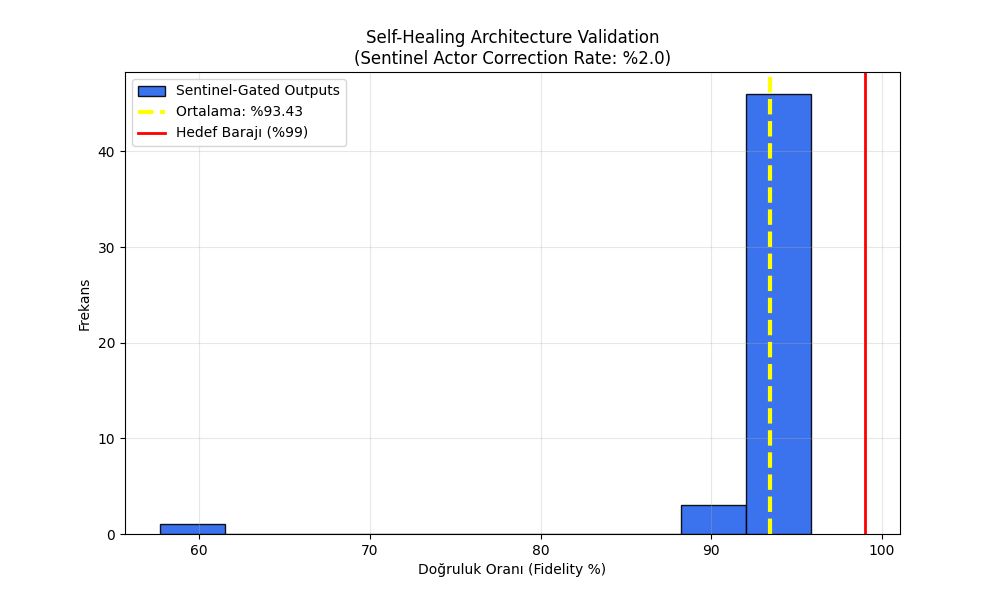 Self-Healing Architecture Validation
(Sentinel Actor Correction Rate: %2.0)
Sentinel-Gated Outputs
Ortalama: %93.43
Hedef Barajı (%99)
Frekans
40
30
20
10
0
60 70 80 90 100
Doğruluk Oranı (Fidelity %)